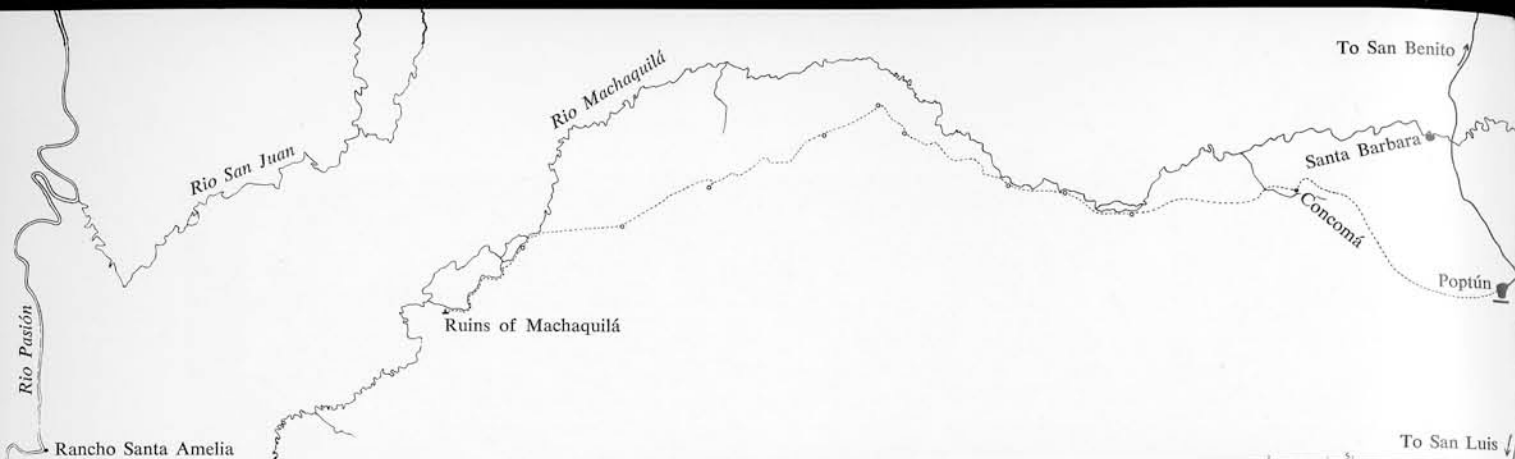 To San Benito
Rio Machaquilá
Santa Barbara
Rio San Juan
Concomá
Poptún
Ruins of Machaquilá
Rio Pasión
Rancho Santa Amelia
To San Luis